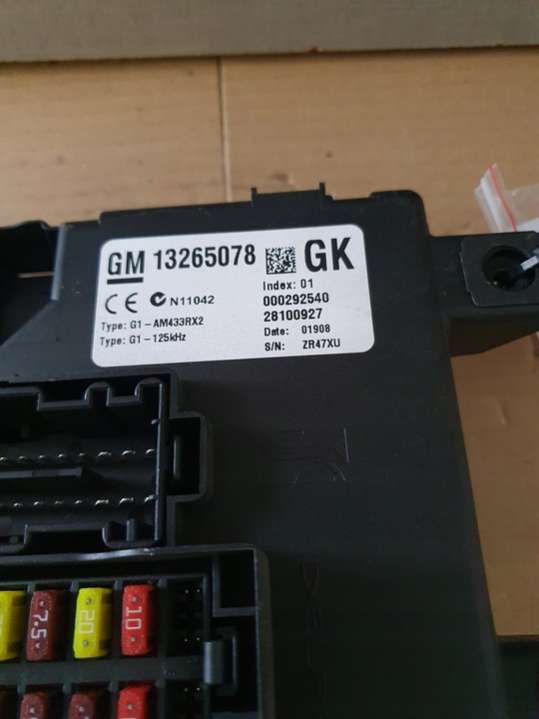 GM 13265078 GK
Index: 01
CE N11042 000292540
28100927
Type: G1-AM433RX2 Date: 01908
Type: G1-125kHz S/N: ZR47XU
7.5 20 10